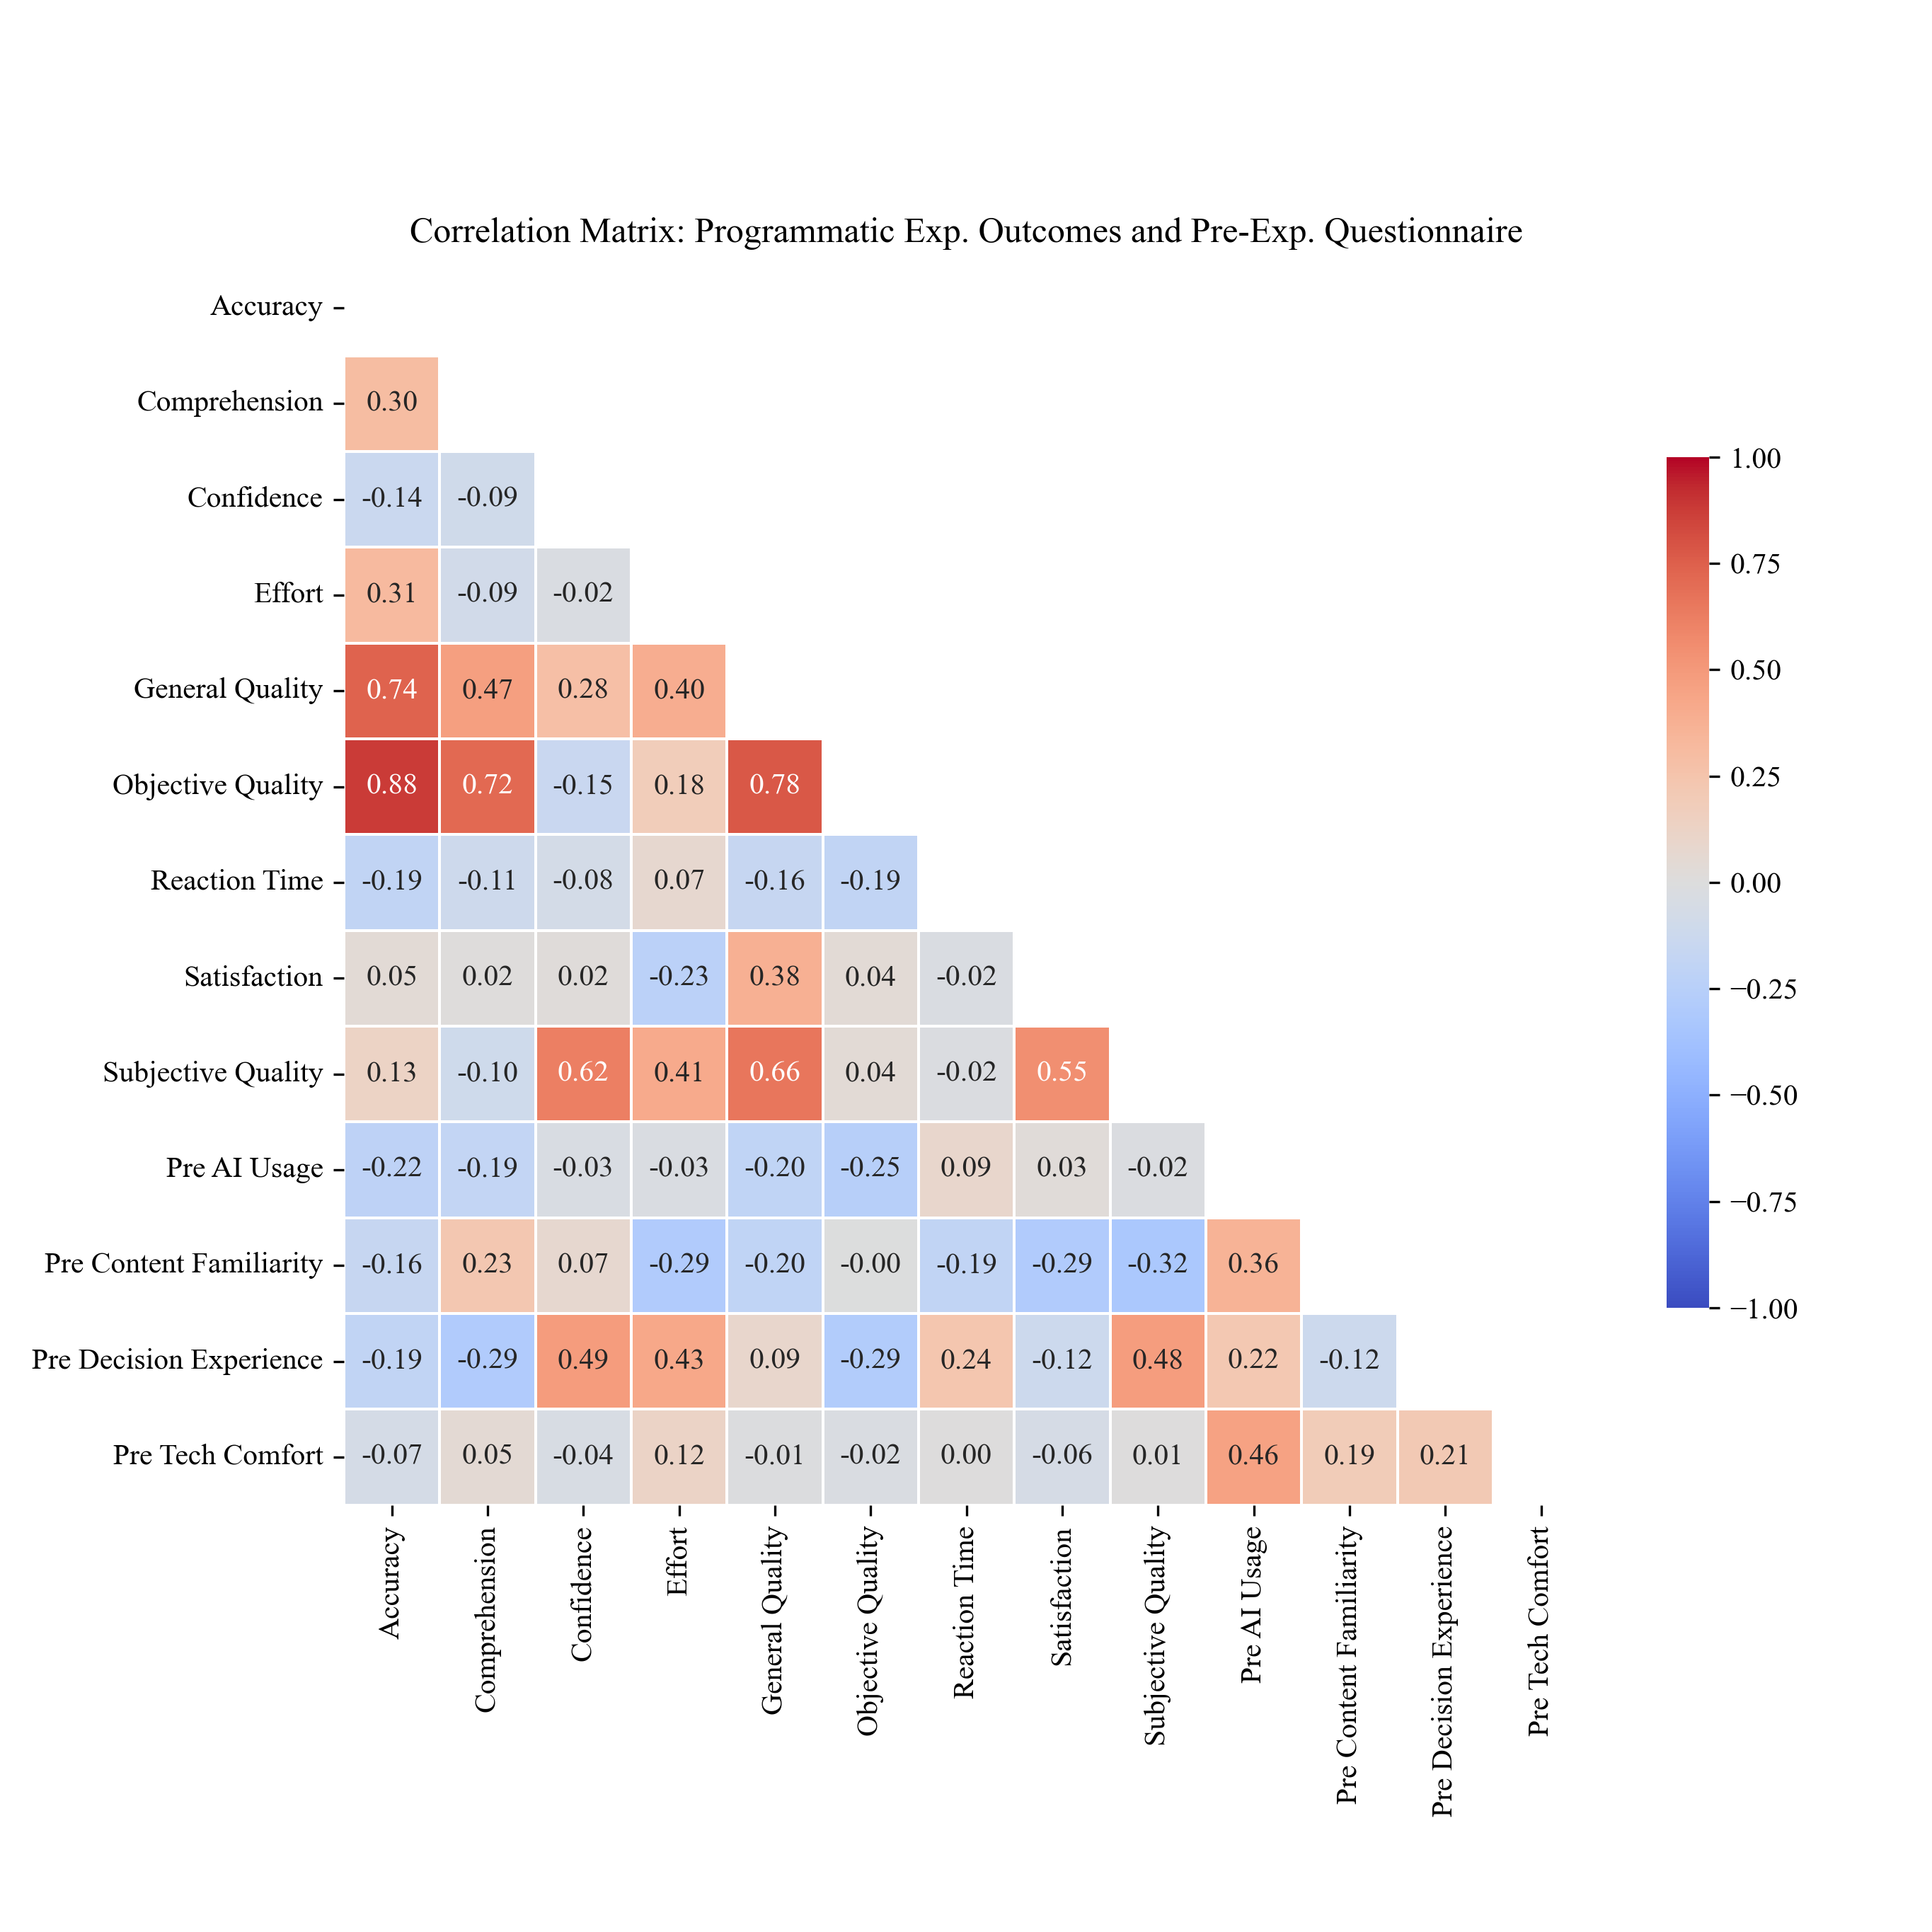 Correlation Matrix: Programmatic Exp. Outcomes and Pre-Exp. Questionnaire
Accuracy
Comprehension 0.30
Confidence -0.14 -0.09
Effort 0.31 -0.09 -0.02
General Quality 0.74 0.47 0.28 0.40
Objective Quality 0.88 0.72 -0.15 0.18 0.78
Reaction Time -0.19 -0.11 -0.08 0.07 -0.16 -0.19
Satisfaction 0.05 0.02 0.02 -0.23 0.38 0.04 -0.02
Subjective Quality 0.13 -0.10 0.62 0.41 0.66 0.04 -0.02 0.55
Pre AI Usage -0.22 -0.19 -0.03 -0.03 -0.20 -0.25 0.09 0.03 -0.02
Pre Content Familiarity -0.16 0.23 0.07 -0.29 -0.20 -0.00 -0.19 -0.29 -0.32 0.36
Pre Decision Experience -0.19 -0.29 0.49 0.43 0.09 -0.29 0.24 -0.12 0.48 0.22 -0.12
Pre Tech Comfort -0.07 0.05 -0.04 0.12 -0.01 -0.02 0.00 -0.06 0.01 0.46 0.19 0.21
Accuracy
Comprehension
Confidence
Effort
General Quality
Objective Quality
Reaction Time
Satisfaction
Subjective Quality
Pre AI Usage
Pre Content Familiarity
Pre Decision Experience
Pre Tech Comfort
1.00
0.75
0.50
0.25
0.00
−0.25
−0.50
−0.75
−1.00